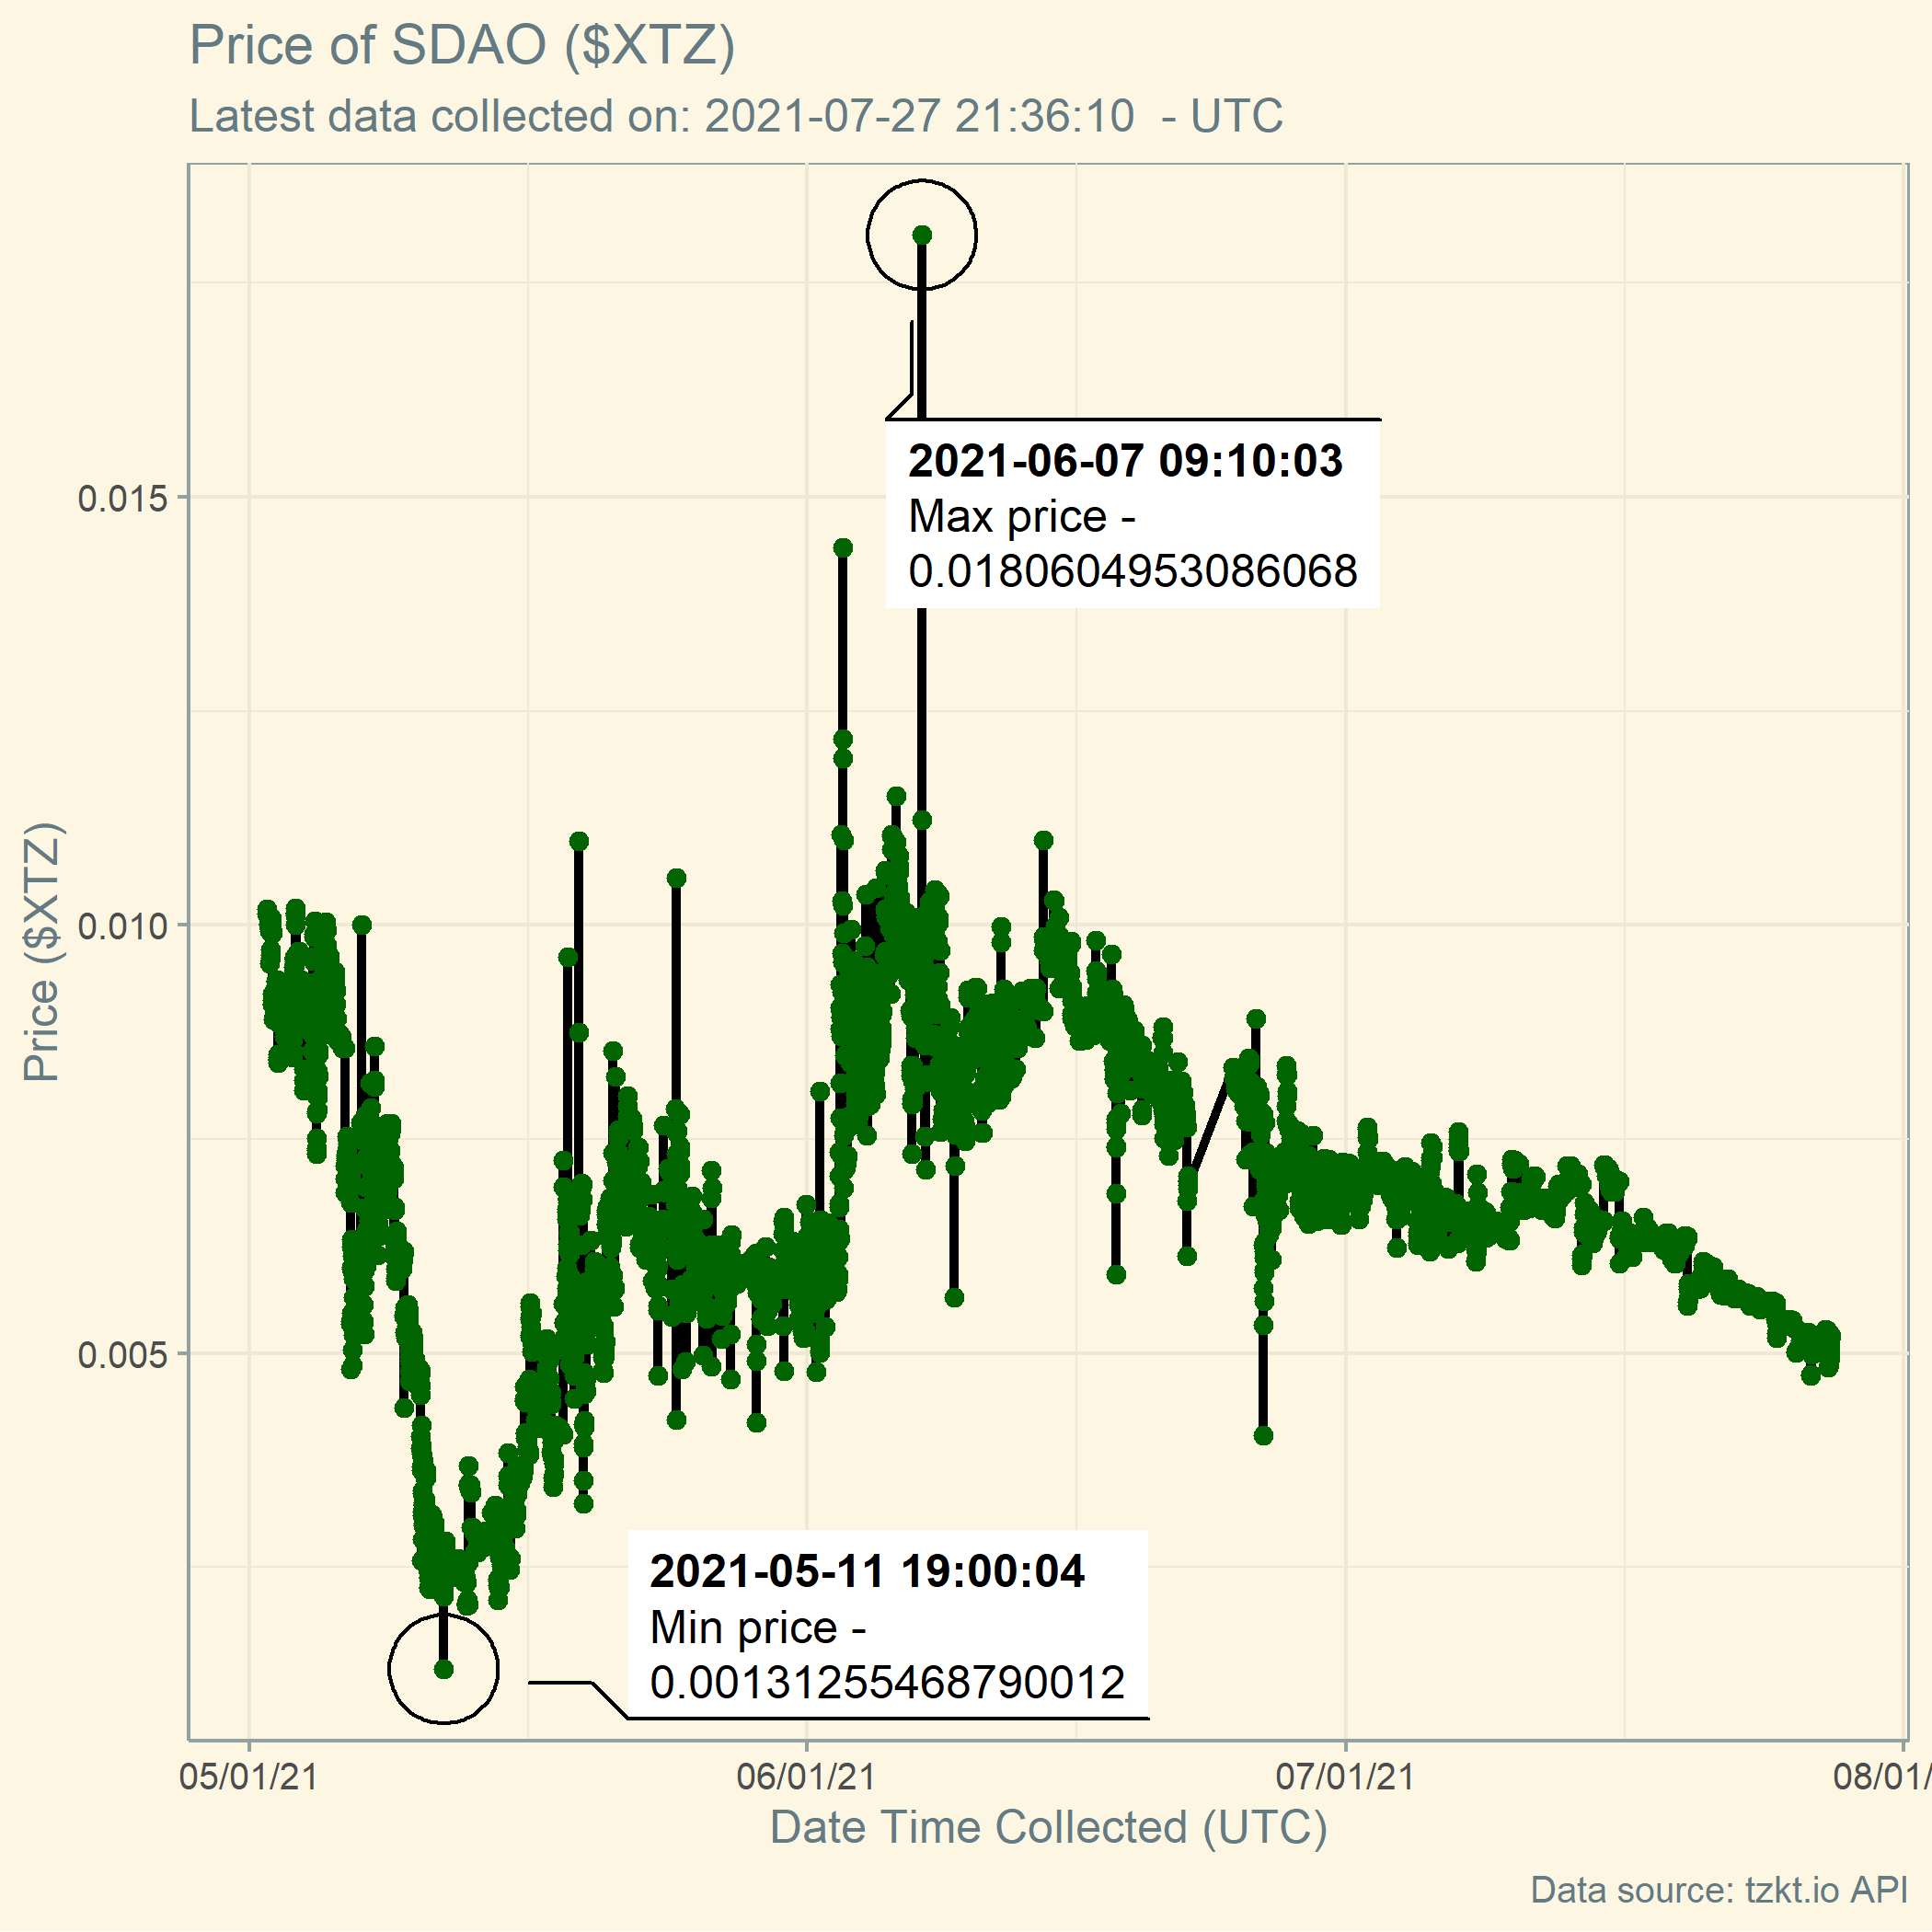 Price of SDAO ($XTZ)
Latest data collected on: 2021-07-27 21:36:10  - UTC
2021-06-07 09:10:03
Max price -
0.0180604953086068
0.015
0.010
0.005
Price ($XTZ)
2021-05-11 19:00:04
Min price -
0.00131255468790012
05/01/21
06/01/21
07/01/21
08/01/
Date Time Collected (UTC)
Data source: tzkt.io API